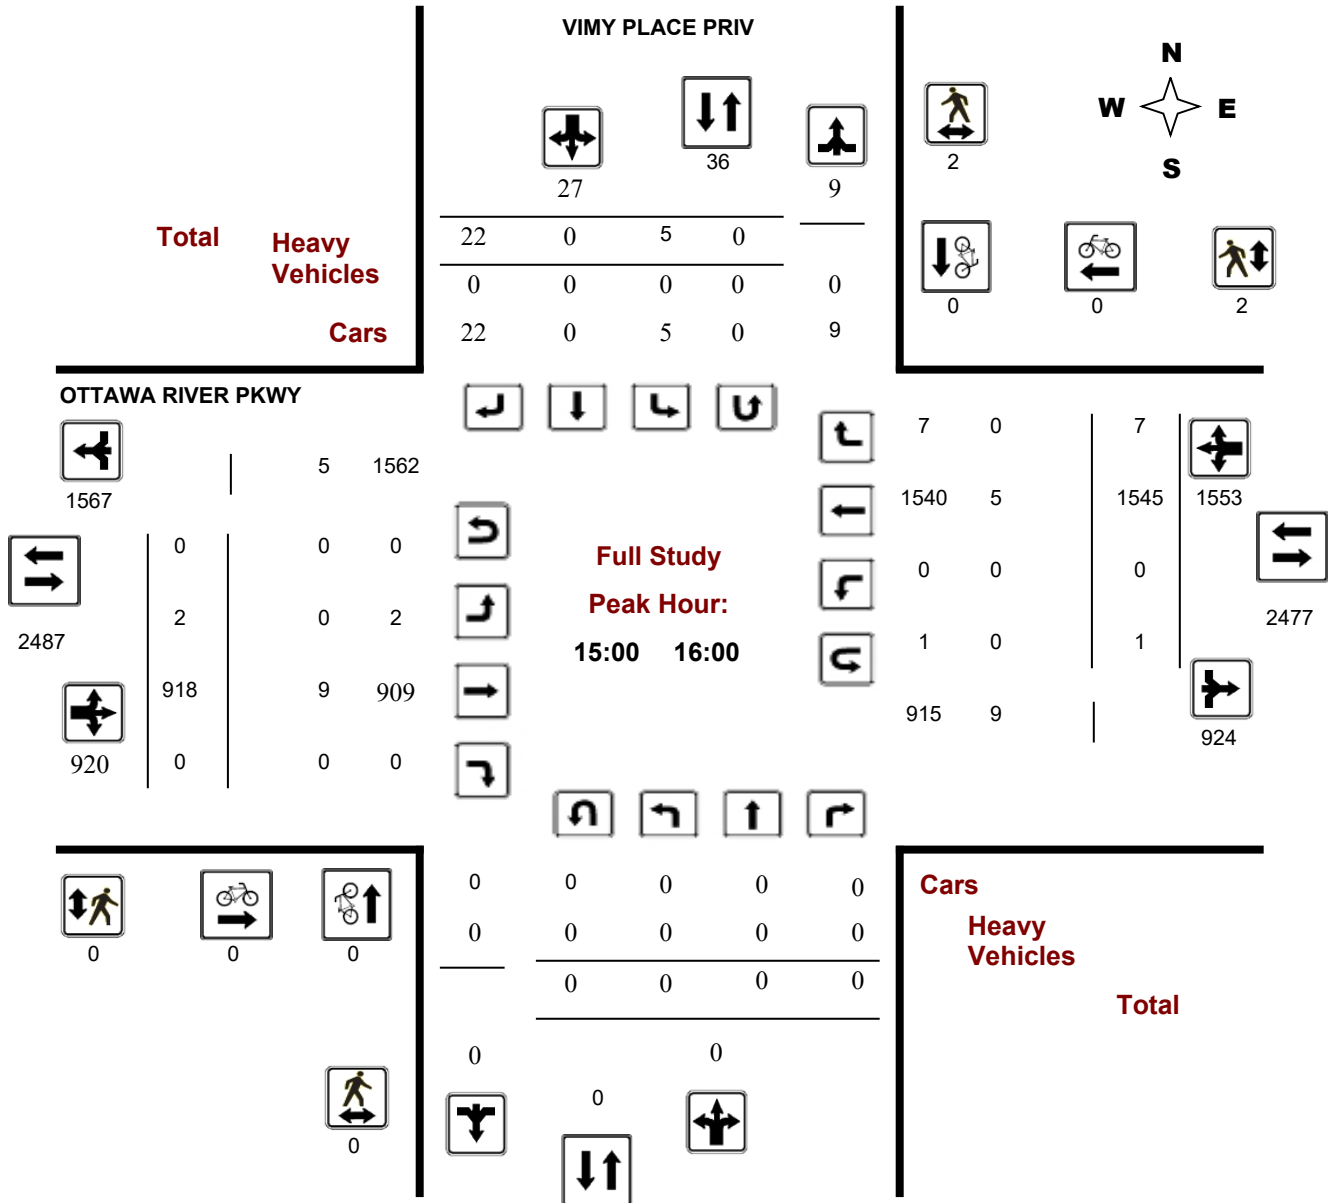 VIMY PLACE PRIV
N
W E
S
36
2
27 9
Total Heavy Vehicles
22 0 5 0
0 0 0 0 0
0 0 2
Cars 22 0 5 0 9
OTTAWA RIVER PKWY
7 0 7
5 1562
1567
1540 5 1545 1553
0 0 0
Full Study
0 0 0
Peak Hour:
2 0 2
2487
2477
15:00 16:00
1 0 1
918 9 909
915 9
924
920 0 0 0
0 0 0 0 0
Cars
0 0 0 0 0
Heavy Vehicles
0 0 0
0 0 0 0
Total
0 0
0
0